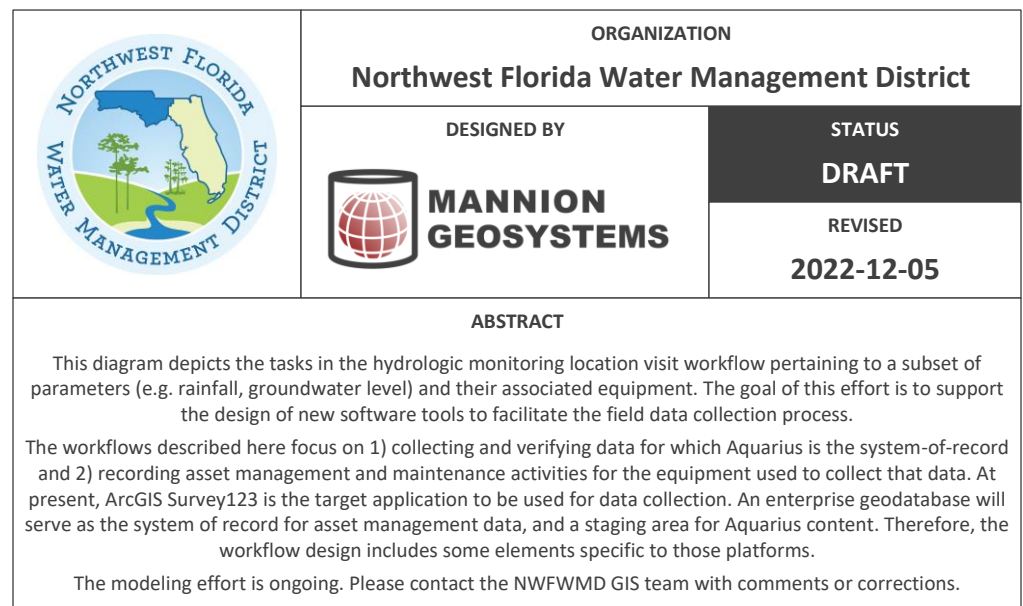 NORTHWEST FLORIDA
WATER MANAGEMENT DISTRICT
ORGANIZATION
Northwest Florida Water Management District
DESIGNED BY
MANNION
GEOSYSTEMS
STATUS
DRAFT
REVISED
2022-12-05
ABSTRACT
This diagram depicts the tasks in the hydrologic monitoring location visit workflow pertaining to a subset of
parameters (e.g. rainfall, groundwater level) and their associated equipment. The goal of this effort is to support
the design of new software tools to facilitate the field data collection process.
The workflows described here focus on 1) collecting and verifying data for which Aquarius is the system-of-record
and 2) recording asset management and maintenance activities for the equipment used to collect that data. At
present, ArcGIS Survey123 is the target application to be used for data collection. An enterprise geodatabase will
serve as the system of record for asset management data, and a staging area for Aquarius content. Therefore, the
workflow design includes some elements specific to those platforms.
The modeling effort is ongoing. Please contact the NWFWMD GIS team with comments or corrections.